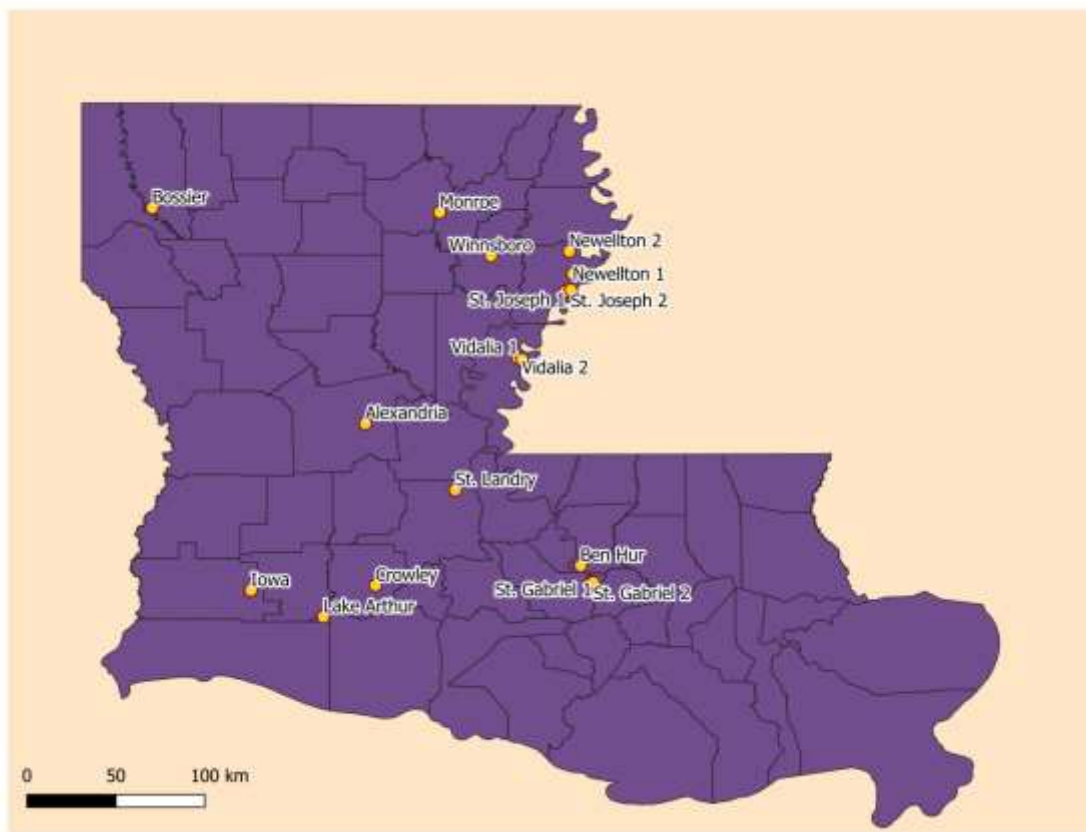 Bossier
Monroe
Winnsboro
Newellton 2
Newellton 1
St. Joseph 1
St. Joseph 2
Vidalia 1
Vidalia 2
Alexandria
St. Landry
Ben Hur
Iowa
Crowley
St. Gabriel 1
St. Gabriel 2
Lake Arthur
0 50 100 km